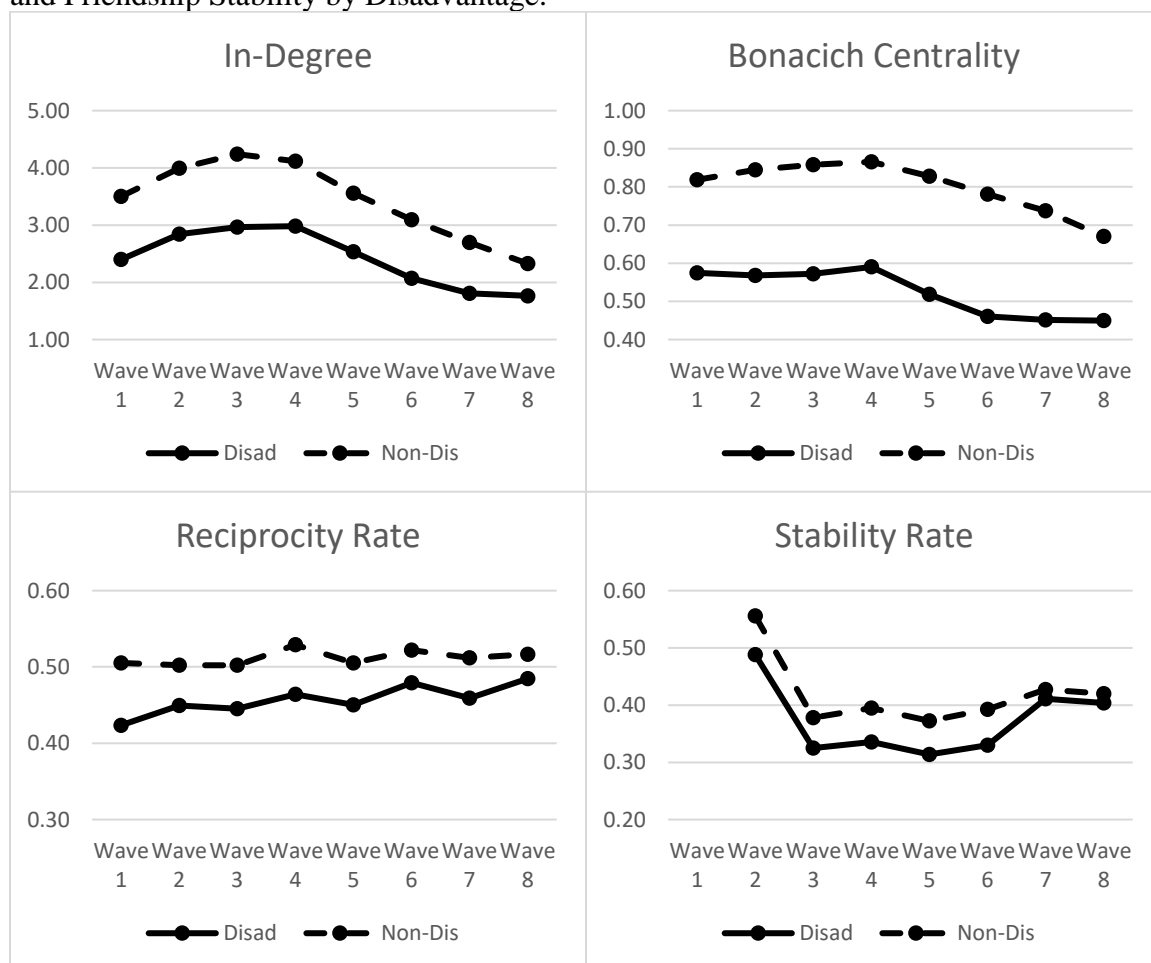 and Friendship Stability by Disadvantage.
In-Degree
5.00
4.00
3.00
2.00
1.00
Wave Wave Wave Wave Wave Wave Wave Wave
1 2 3 4 5 6 7 8
Disad Non-Dis
Bonacich Centrality
1.00
0.90
0.80
0.70
0.60
0.50
0.40
Wave Wave Wave Wave Wave Wave Wave Wave
1 2 3 4 5 6 7 8
Disad Non-Dis
Reciprocity Rate
0.60
0.50
0.40
0.30
Wave Wave Wave Wave Wave Wave Wave Wave
1 2 3 4 5 6 7 8
Disad Non-Dis
Stability Rate
0.60
0.50
0.40
0.30
0.20
Wave Wave Wave Wave Wave Wave Wave Wave
1 2 3 4 5 6 7 8
Disad Non-Dis